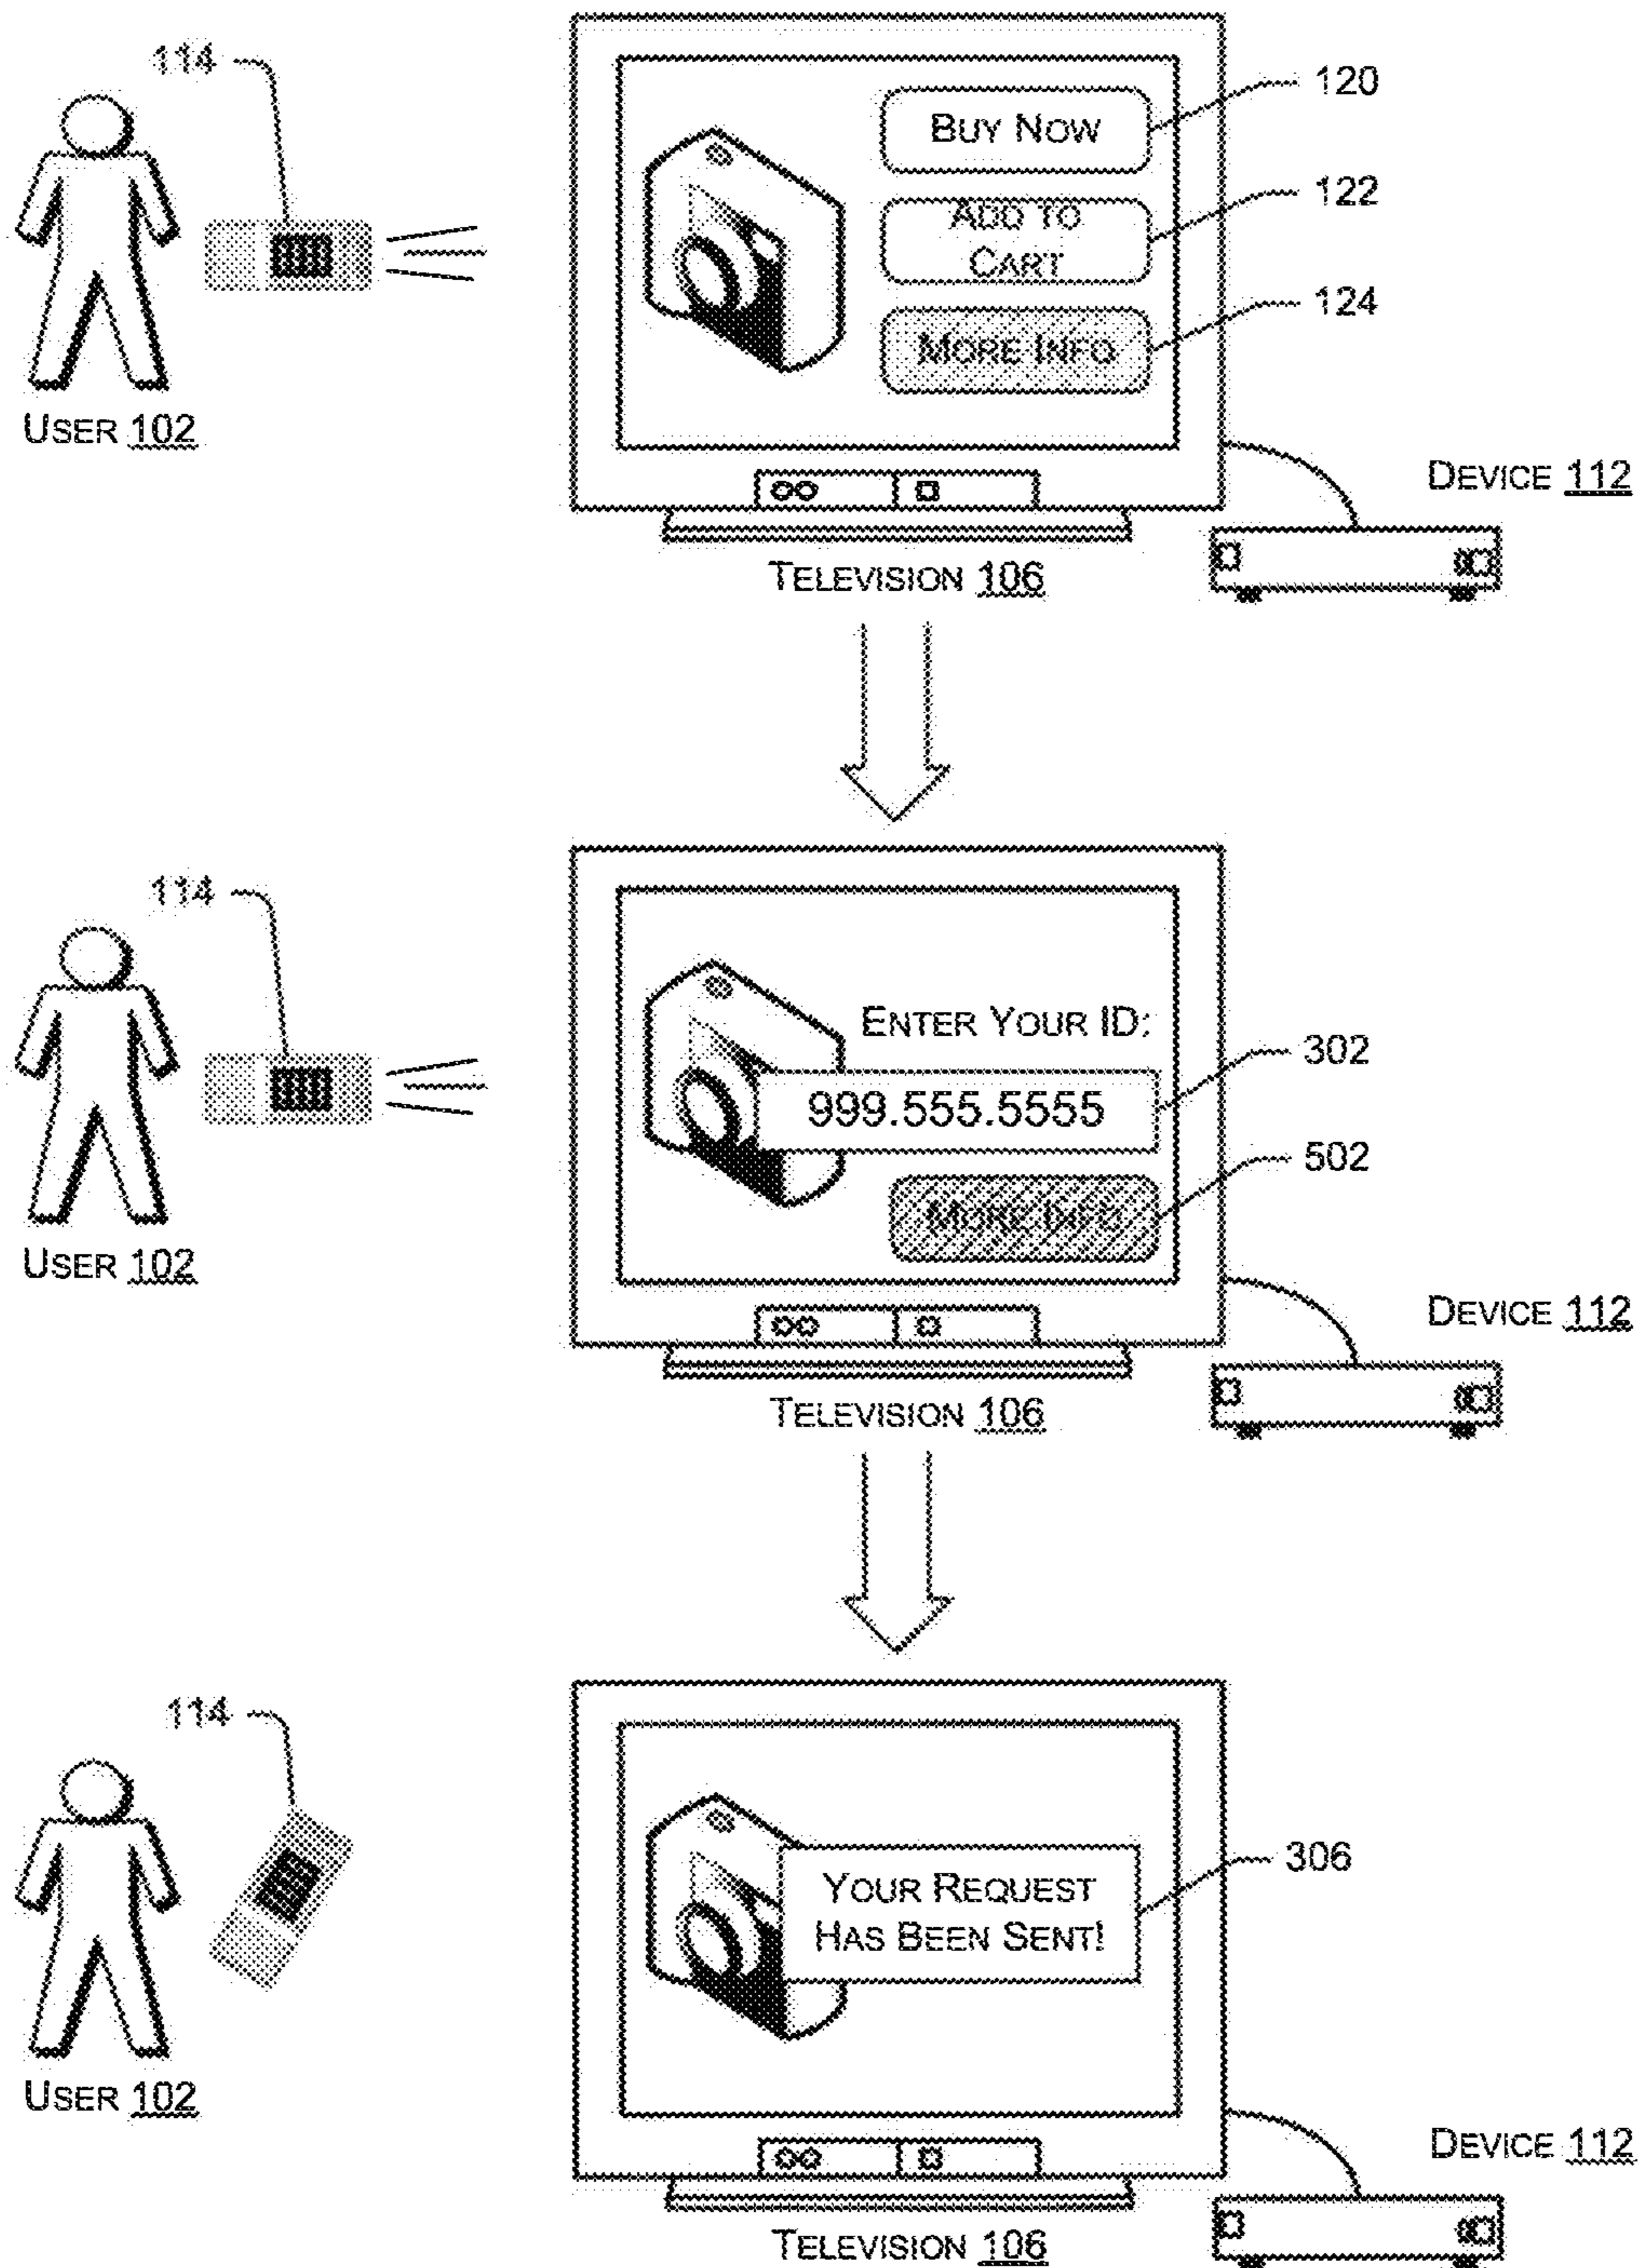 114
120
BUY NOW
122
ADD TO
CART
124
MORE INFO
USER 102
DEVICE 112
TELEVISION 106
114
ENTER YOUR ID:
302
999.555.5555
502
MORE INFO
USER 102
DEVICE 112
TELEVISION 106
114
306
YOUR REQUEST
HAS BEEN SENT!
USER 102
DEVICE 112
TELEVISION 106